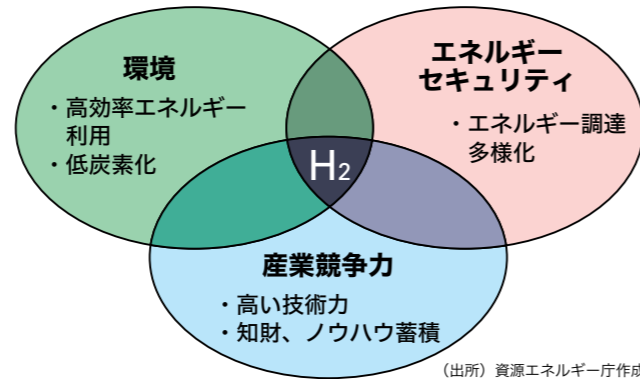 環境
・高効率エネルギー
利用
・低炭素化
エネルギー
セキュリティ
・エネルギー調達
多様化
H₂
産業競争力
・高い技術力
・知財、ノウハウ蓄積
（出所）資源エネルギー庁作成